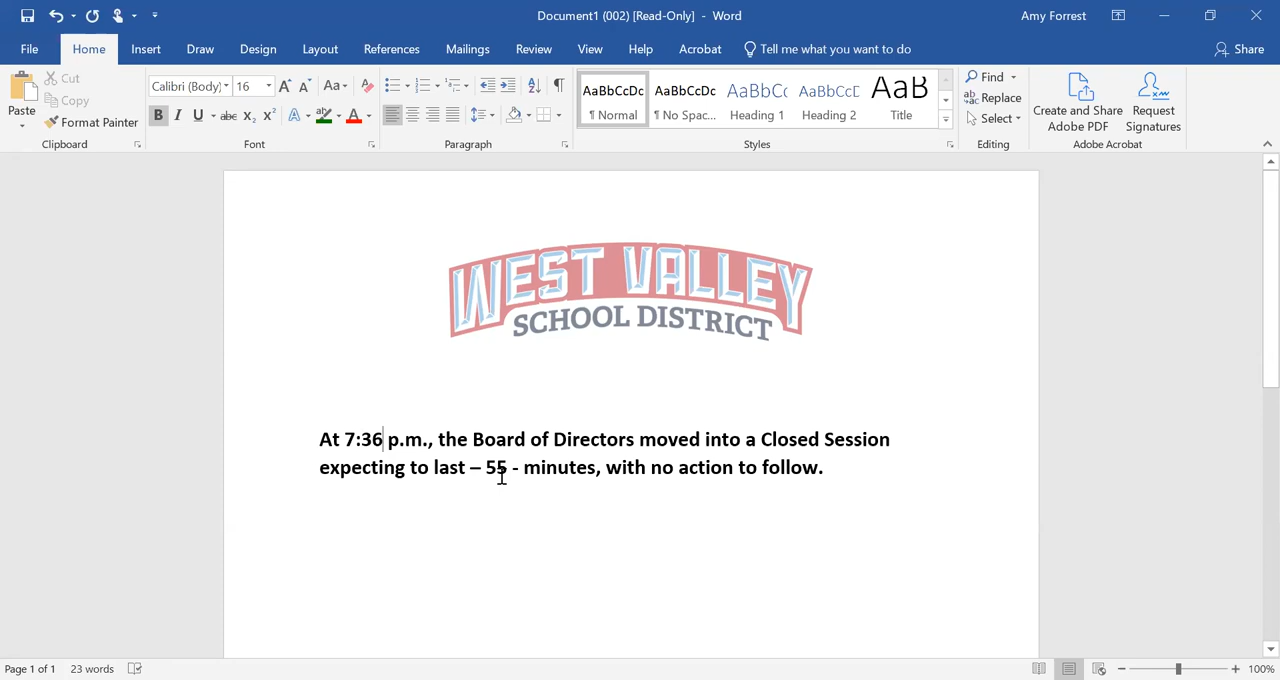 Document1 (002) [Read-Only] - Word
Amy Forrest
File Home Insert Draw Design Layout References Mailings Review View Help Acrobat Tell me what you want to do Share
Paste
Cut
Copy
Format Painter
Clipboard
Calibri (Body) 16 Aa
B I U abc X2 X2 A A
Font
Paragraph
AaBbCcDc AaBbCcDc AaBbCc AaBbCcD AaB
¶ Normal ¶ No Spac... Heading 1 Heading 2 Title
Styles
Find
Replace
Select
Editing
Create and Share
Adobe PDF
Request
Signatures
Adobe Acrobat
WEST VALLEY
SCHOOL DISTRICT
At 7:36 p.m., the Board of Directors moved into a Closed Session
expecting to last – 55 - minutes, with no action to follow.
Page 1 of 1 23 words 100%